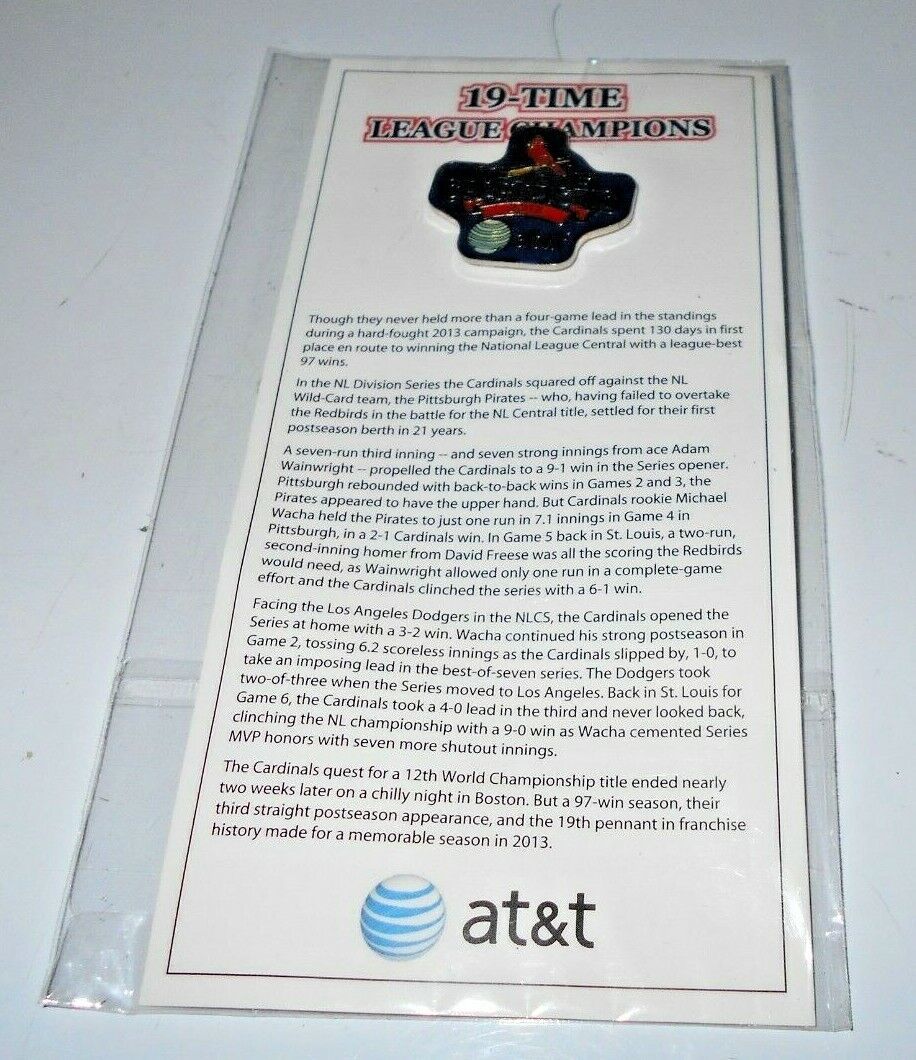 19-TIME
LEAGUE CHAMPIONS
Though they never held more than a four-game lead in the standings
during a hard-fought 2013 campaign, the Cardinals spent 130 days in first
place en route to winning the National League Central with a league-best
97 wins.
In the NL Division Series the Cardinals squared off against the NL
Wild-Card team, the Pittsburgh Pirates -- who, having failed to overtake
the Redbirds in the battle for the NL Central title, settled for their first
postseason berth in 21 years.
A seven-run third inning -- and seven strong innings from ace Adam
Wainwright -- propelled the Cardinals to a 9-1 win in the Series opener.
Pittsburgh rebounded with back-to-back wins in Games 2 and 3, the
Pirates appeared to have the upper hand. But Cardinals rookie Michael
Wacha held the Pirates to just one run in 7.1 innings in Game 4 in
Pittsburgh, in a 2-1 Cardinals win. In Game 5 back in St. Louis, a two-run,
second-inning homer from David Freese was all the scoring the Redbirds
would need, as Wainwright allowed only one run in a complete-game
effort and the Cardinals clinched the series with a 6-1 win.
Facing the Los Angeles Dodgers in the NLCS, the Cardinals opened the
Series at home with a 3-2 win. Wacha continued his strong postseason in
Game 2, tossing 6.2 scoreless innings as the Cardinals slipped by, 1-0, to
take an imposing lead in the best-of-seven series. The Dodgers took
two-of-three when the Series moved to Los Angeles. Back in St. Louis for
Game 6, the Cardinals took a 4-0 lead in the third and never looked back,
clinching the NL championship with a 9-0 win as Wacha cemented Series
MVP honors with seven more shutout innings.
The Cardinals quest for a 12th World Championship title ended nearly
two weeks later on a chilly night in Boston. But a 97-win season, their
third straight postseason appearance, and the 19th pennant in franchise
history made for a memorable season in 2013.
at&t